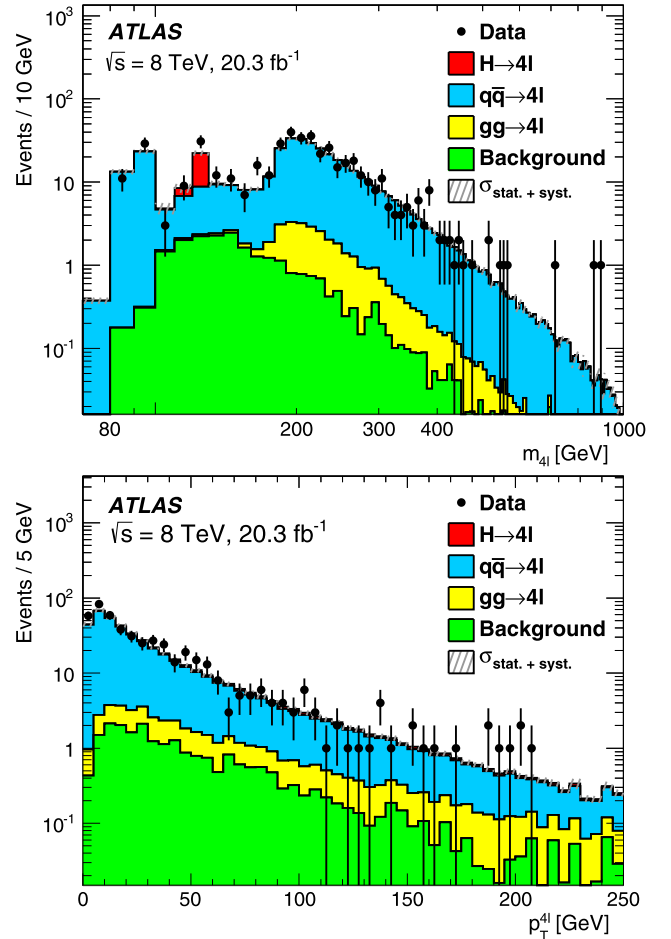 ATLAS
√s = 8 TeV, 20.3 fb⁻¹
Data
H→4l
qq̅→4l
gg→4l
Background
σstat. + syst.
Events / 10 GeV
10³
10²
10
1
10⁻¹
80 200 300 400 1000
m4l [GeV]
ATLAS
√s = 8 TeV, 20.3 fb⁻¹
Data
H→4l
qq̅→4l
gg→4l
Background
σstat. + syst.
Events / 5 GeV
10³
10²
10
1
10⁻¹
0 50 100 150 200 250
pT4l [GeV]